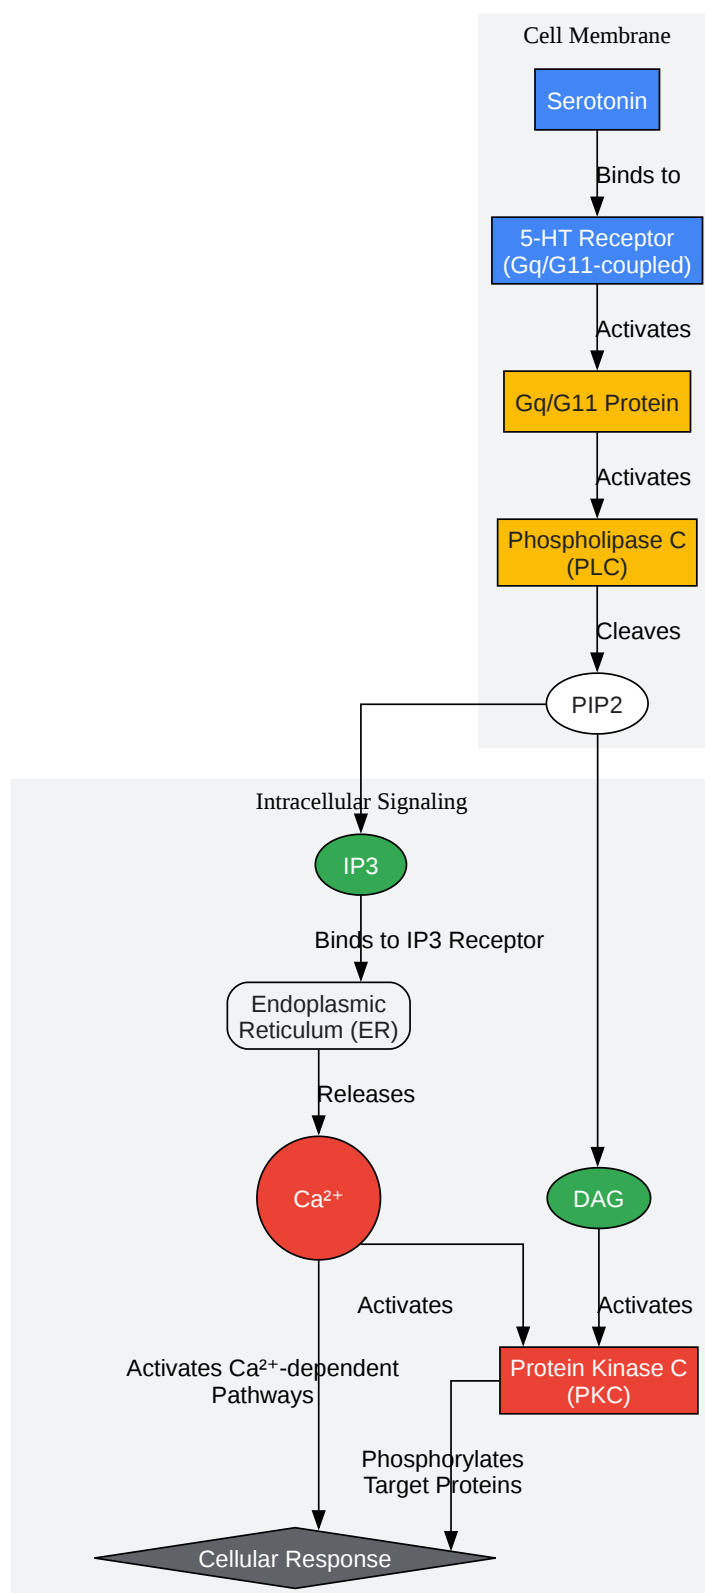 Cell Membrane
Serotonin
Binds to
5-HT Receptor
(Gq/G11-coupled)
Activates
Gq/G11 Protein
Activates
Phospholipase C
(PLC)
Cleaves
PIP2
Intracellular Signaling
IP3
Binds to IP3 Receptor
Endoplasmic
Reticulum (ER)
Releases
Ca²⁺
DAG
Activates
Activates
Activates Ca²⁺-dependent
Pathways
Protein Kinase C
(PKC)
Phosphorylates
Target Proteins
Cellular Response